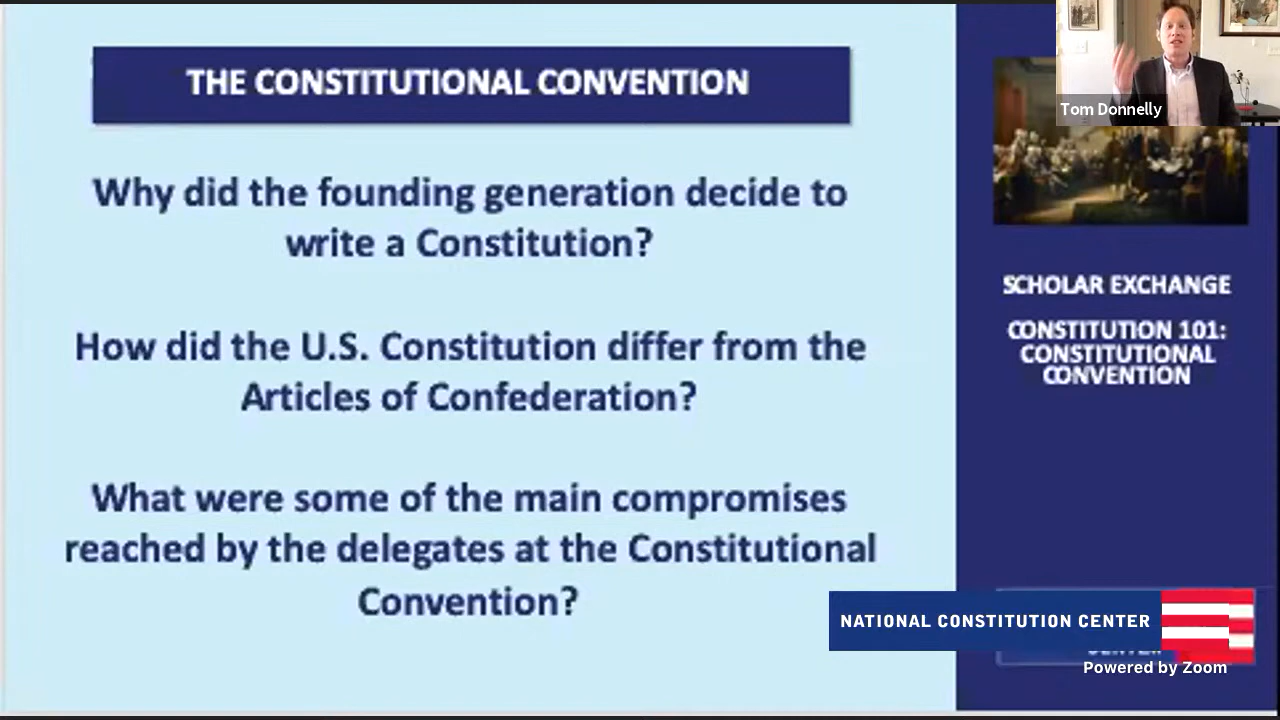 THE CONSTITUTIONAL CONVENTION
Why did the founding generation decide to
write a Constitution?
How did the U.S. Constitution differ from the
Articles of Confederation?
What were some of the main compromises
reached by the delegates at the Constitutional
Convention?
Tom Donnelly
SCHOLAR EXCHANGE
CONSTITUTION 101:
CONSTITUTIONAL
CONVENTION
NATIONAL CONSTITUTION CENTER
Powered by Zoom